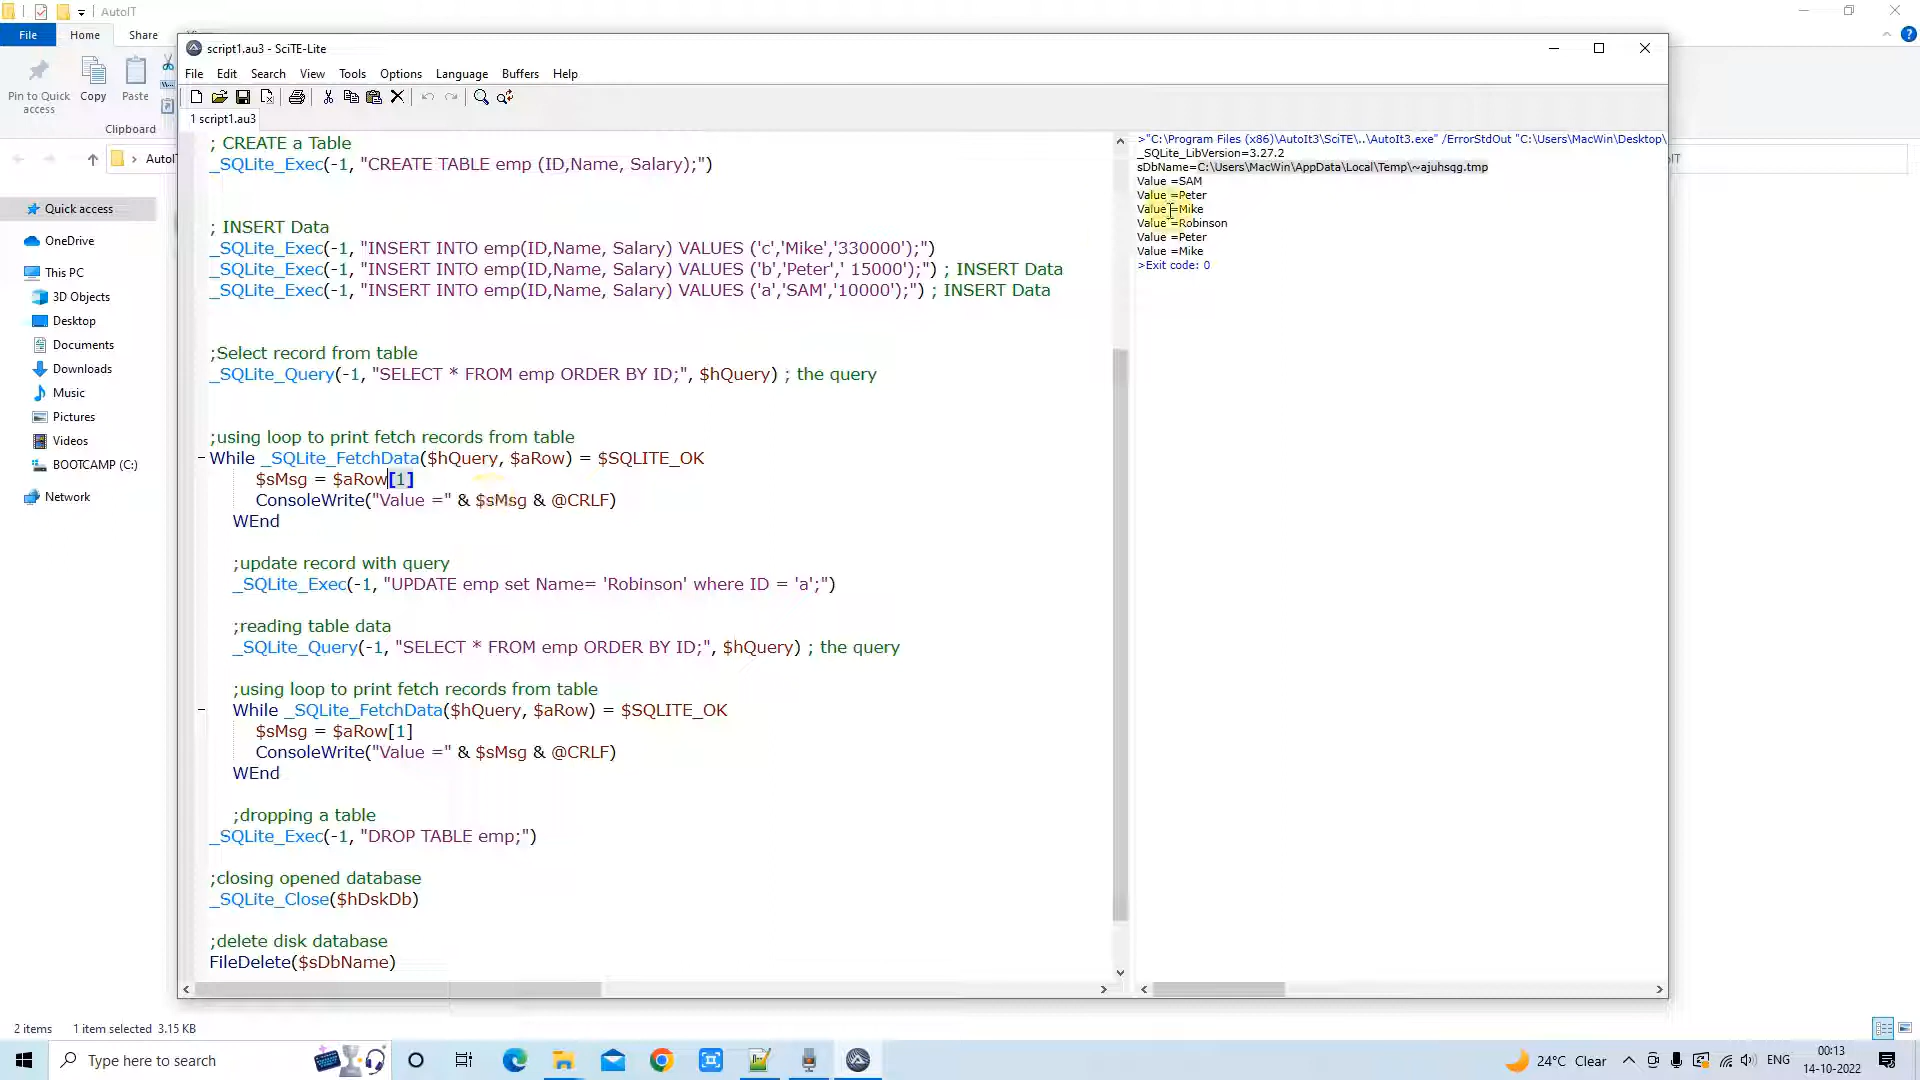 AutoIT
File
Home
Share
Pin to Quick
access
Copy
Paste
Clipboard
AutoIT
Quick access
OneDrive
This PC
3D Objects
Desktop
Documents
Downloads
Music
Pictures
Videos
BOOTCAMP (C:)
Network
2 items
1 item selected 3.15 KB
script1.au3 - SciTE-Lite
File Edit Search View Tools Options Language Buffers Help
1 script1.au3
; CREATE a Table
_SQLite_Exec(-1, "CREATE TABLE emp (ID,Name, Salary);")
; INSERT Data
_SQLite_Exec(-1, "INSERT INTO emp(ID,Name, Salary) VALUES ('c','Mike','330000');")
_SQLite_Exec(-1, "INSERT INTO emp(ID,Name, Salary) VALUES ('b','Peter',' 15000');") ; INSERT Data
_SQLite_Exec(-1, "INSERT INTO emp(ID,Name, Salary) VALUES ('a','SAM','10000');") ; INSERT Data
;Select record from table
_SQLite_Query(-1, "SELECT * FROM emp ORDER BY ID;", $hQuery) ; the query
;using loop to print fetch records from table
While _SQLite_FetchData($hQuery, $aRow) = $SQLITE_OK
$sMsg = $aRow[1]
ConsoleWrite("Value =" & $sMsg & @CRLF)
WEnd
;update record with query
_SQLite_Exec(-1, "UPDATE emp set Name= 'Robinson' where ID = 'a';")
;reading table data
_SQLite_Query(-1, "SELECT * FROM emp ORDER BY ID;", $hQuery) ; the query
;using loop to print fetch records from table
While _SQLite_FetchData($hQuery, $aRow) = $SQLITE_OK
$sMsg = $aRow[1]
ConsoleWrite("Value =" & $sMsg & @CRLF)
WEnd
;dropping a table
_SQLite_Exec(-1, "DROP TABLE emp;")
;closing opened database
_SQLite_Close($hDskDb)
;delete disk database
FileDelete($sDbName)
>"C:\Program Files (x86)\AutoIt3\SciTE\..\AutoIt3.exe" /ErrorStdOut "C:\Users\MacWin\Desktop\
_SQLite_LibVersion=3.27.2
sDbName=C:\Users\MacWin\AppData\Local\Temp\~ajuhsqg.tmp
Value =SAM
Value =Peter
Value =Mike
Value =Robinson
Value =Peter
Value =Mike
>Exit code: 0
Type here to search
24°C Clear
ENG
00:13
14-10-2022